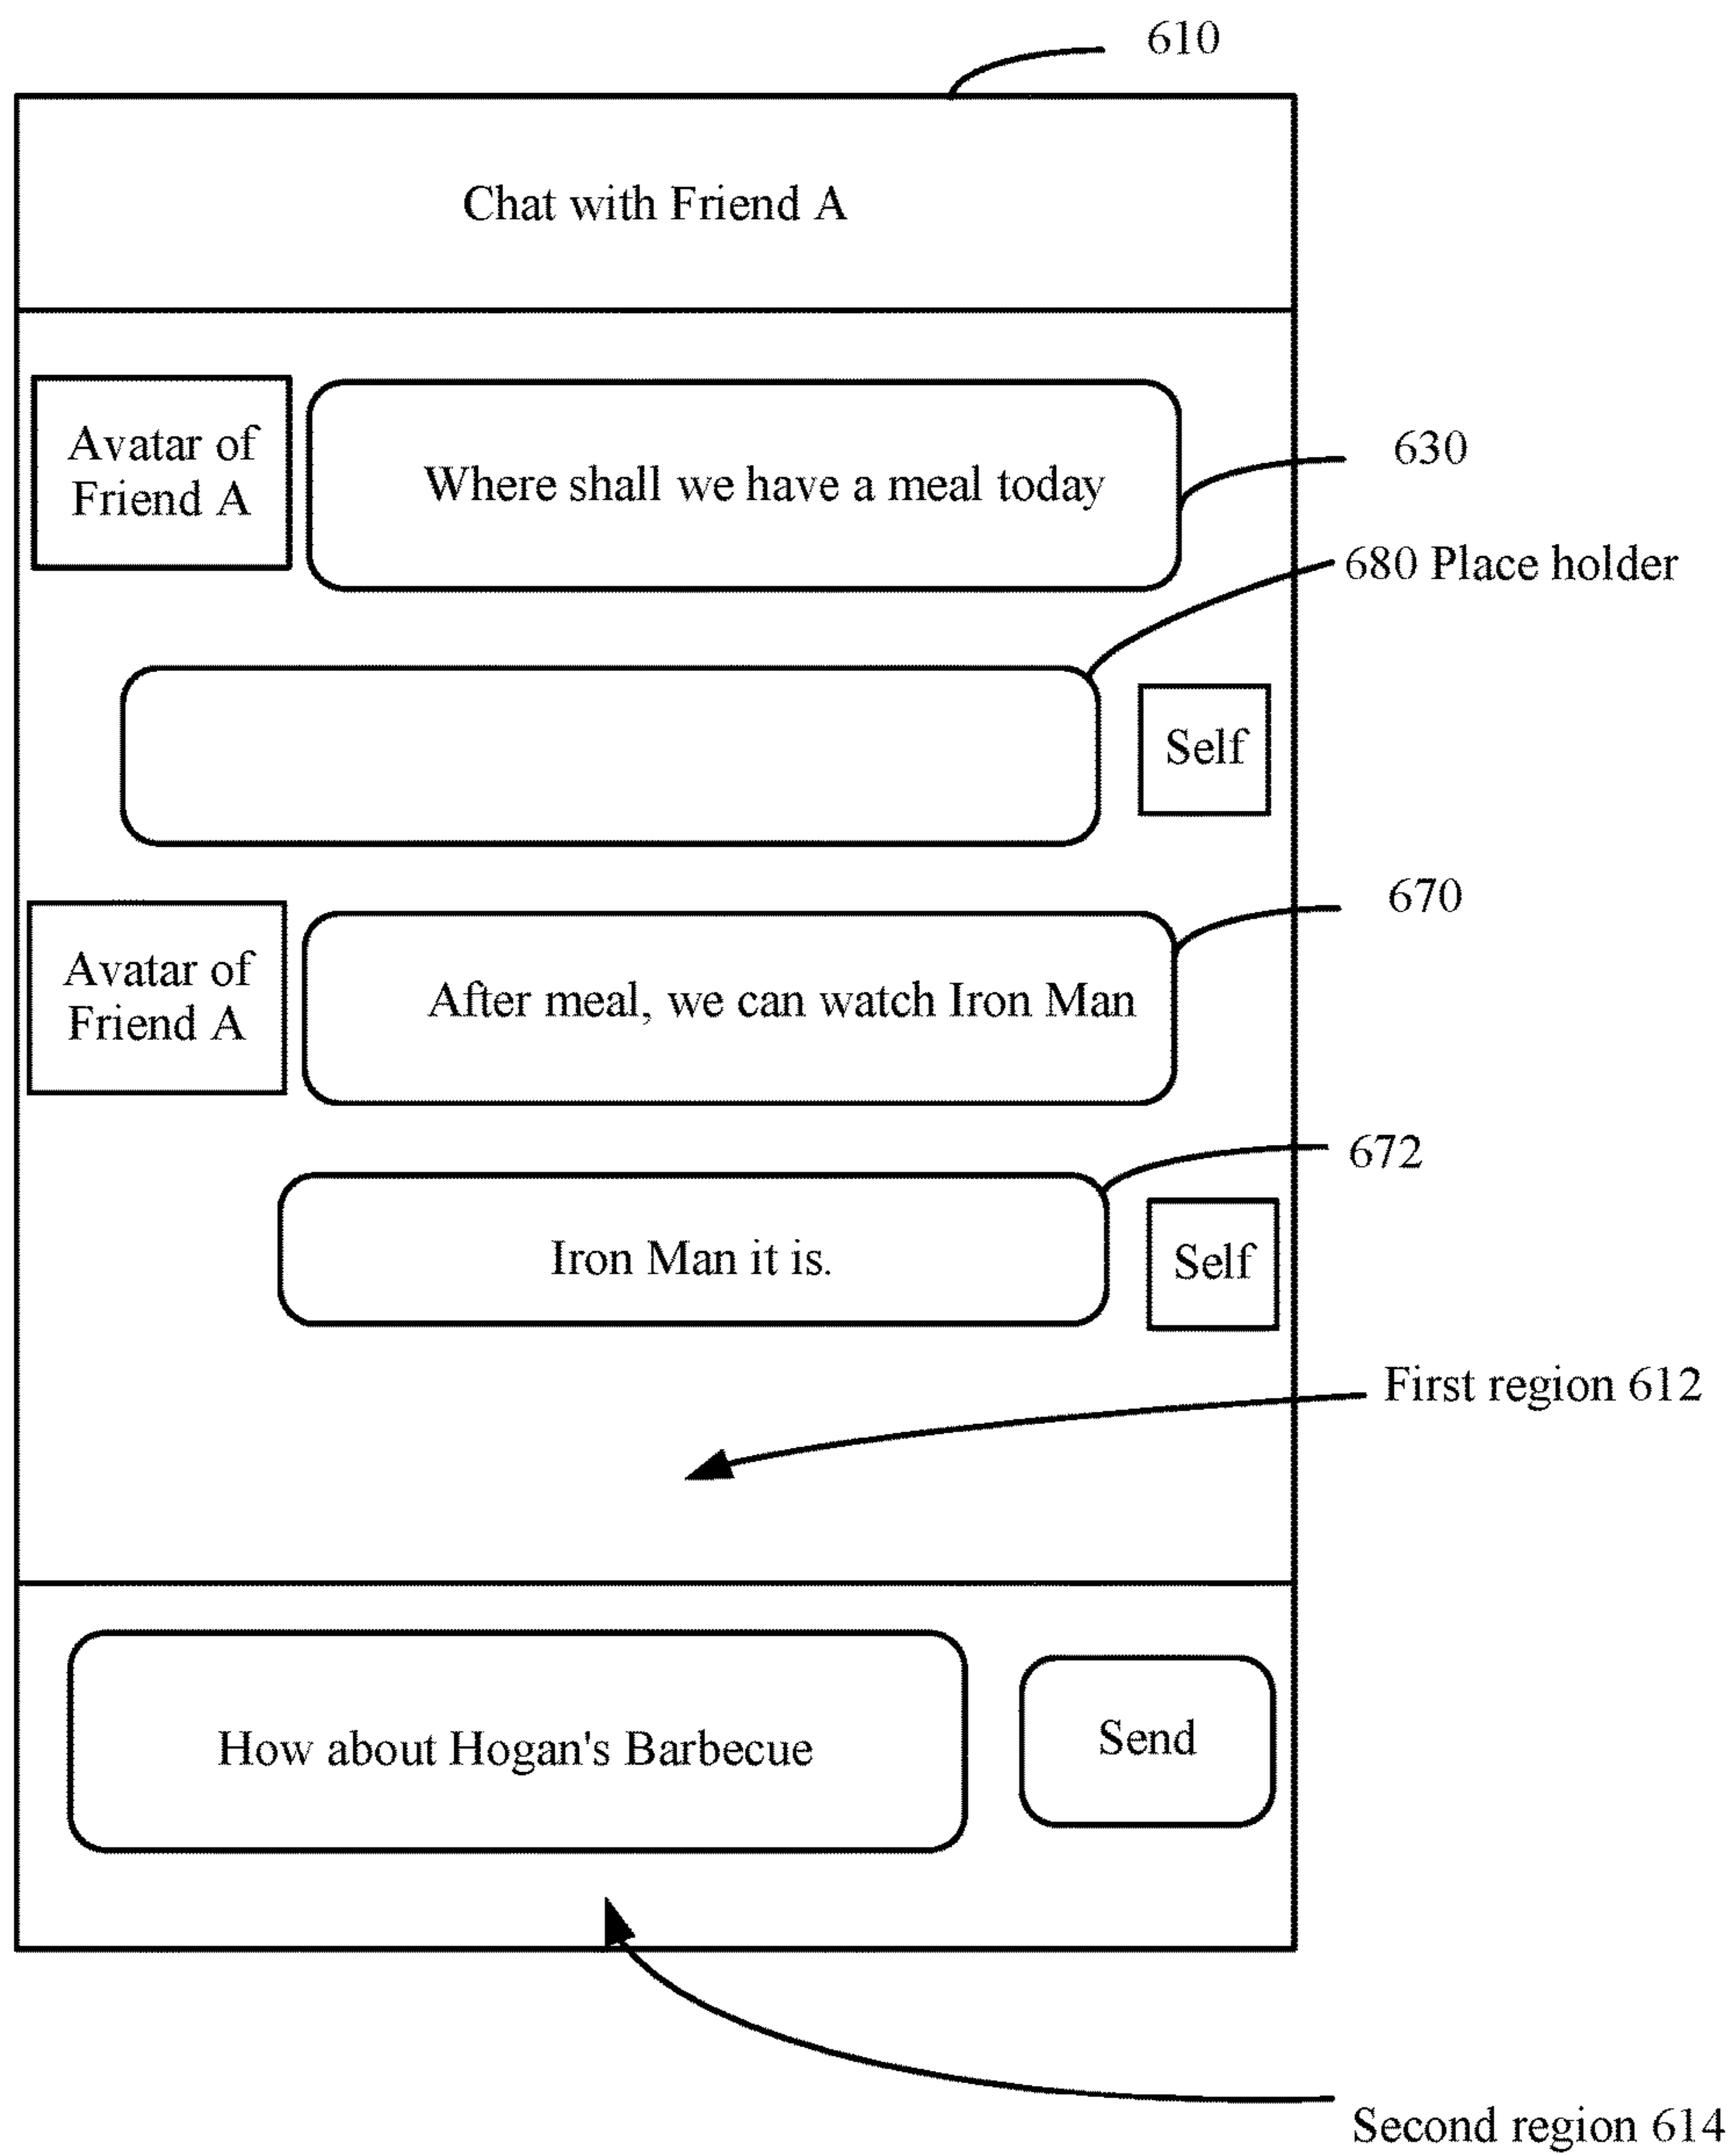 610
Chat with Friend A
Avatar of
Friend A
Where shall we have a meal today
630
680 Place holder
Self
670
Avatar of
Friend A
After meal, we can watch Iron Man
672
Iron Man it is.
Self
First region 612
How about Hogan's Barbecue
Send
Second region 614